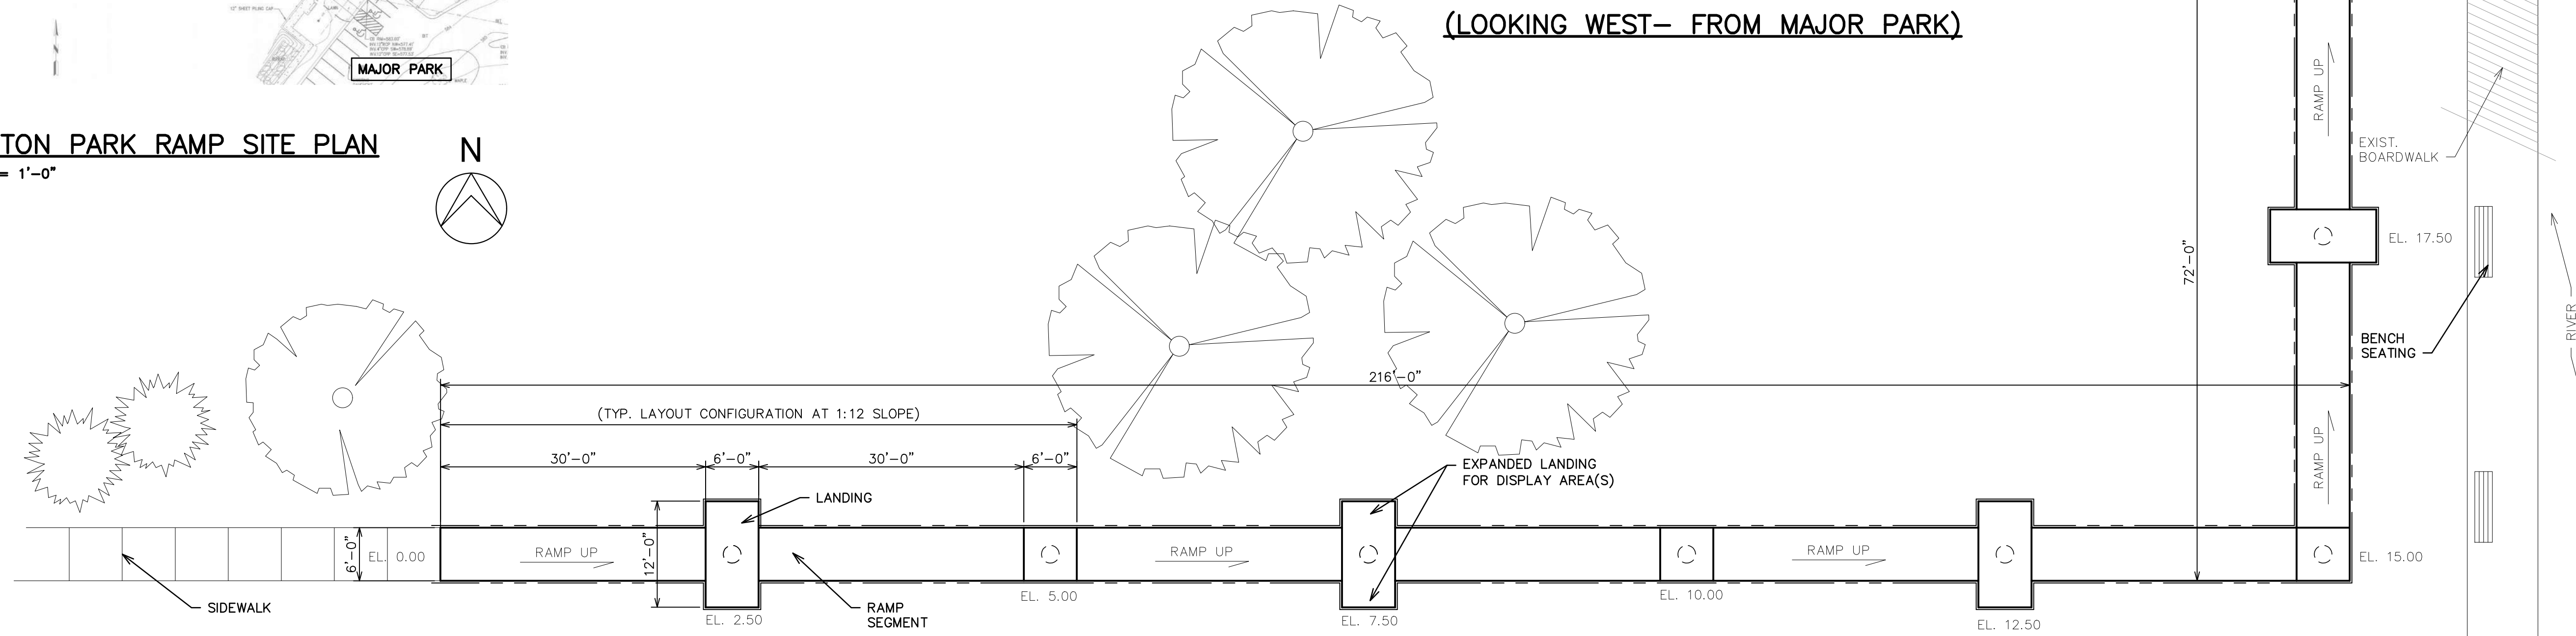 12" SHEET PILING CAP
MAJOR PARK
TON PARK RAMP SITE PLAN
= 1'-0"
N
(LOOKING WEST- FROM MAJOR PARK)
RAMP UP
EXIST.
BOARDWALK
EL. 17.50
72'-0"
BENCH
SEATING
RIVER
216'-0"
(TYP. LAYOUT CONFIGURATION AT 1:12 SLOPE)
30'-0"
6'-0"
30'-0"
6'-0"
EXPANDED LANDING
FOR DISPLAY AREA(S)
LANDING
RAMP UP
6'-0"
EL. 0.00
RAMP UP
12'-0"
RAMP UP
RAMP UP
EL. 15.00
SIDEWALK
RAMP
SEGMENT
EL. 2.50
EL. 5.00
EL. 7.50
EL. 10.00
EL. 12.50